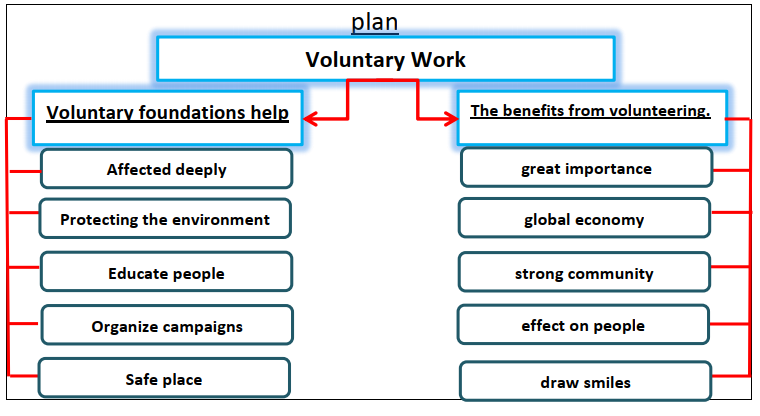 plan
Voluntary Work
Voluntary foundations help
Affected deeply
Protecting the environment
Educate people
Organize campaigns
Safe place
The benefits from volunteering.
great importance
global economy
strong community
effect on people
draw smiles